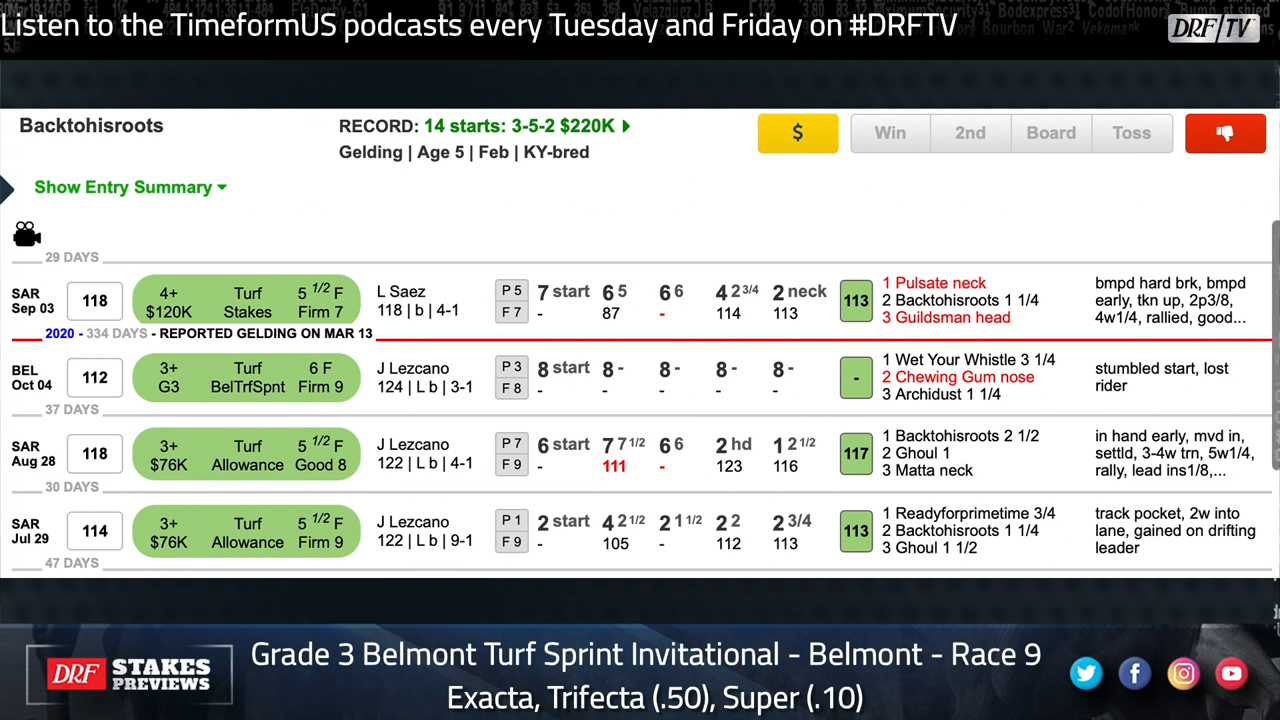 Listen to the TimeformUS podcasts every Tuesday and Friday on #DRFTV
DRF TV
Backtohisroots
RECORD: 14 starts: 3-5-2 $220K
Gelding | Age 5 | Feb | KY-bred
$
Win 2nd Board Toss
Show Entry Summary
29 DAYS
SAR
Sep 03
118
4+ Turf 5 1/2 F
$120K Stakes Firm 7
L Saez
118 | b | 4-1
P 5
F 7
7 start 6 5 6 6 4 2 3/4 2 neck
- 87 - 114 113
113
1 Pulsate neck
2 Backtohisroots 1 1/4
3 Guildsman head
bmpd hard brk, bmpd
early, tkn up, 2p3/8,
4w1/4, rallied, good...
2020 - 334 DAYS - REPORTED GELDING ON MAR 13
BEL
Oct 04
112
3+ Turf 6 F
G3 BelTrfSpnt Firm 9
J Lezcano
124 | L b | 3-1
P 3
F 8
8 start 8 - 8 - 8 - 8 -
- - - - -
-
1 Wet Your Whistle 3 1/4
2 Chewing Gum nose
3 Archidust 1 1/4
stumbled start, lost
rider
37 DAYS
SAR
Aug 28
118
3+ Turf 5 1/2 F
$76K Allowance Good 8
J Lezcano
122 | L b | 4-1
P 7
F 9
6 start 7 7 1/2 6 6 2 hd 1 2 1/2
- 111 - 123 116
117
1 Backtohisroots 2 1/2
2 Ghoul 1
3 Matta neck
in hand early, mvd in,
settld, 3-4w trn, 5w1/4,
rally, lead ins1/8,...
30 DAYS
SAR
Jul 29
114
3+ Turf 5 1/2 F
$76K Allowance Firm 9
J Lezcano
122 | L b | 9-1
P 1
F 9
2 start 4 2 1/2 2 1 1/2 2 2 2 3/4
- 105 - 112 113
113
1 Readyforprimetime 3/4
2 Backtohisroots 1 1/4
3 Ghoul 1 1/2
track pocket, 2w into
lane, gained on drifting
leader
47 DAYS
DRF STAKES
PREVIEWS
Grade 3 Belmont Turf Sprint Invitational - Belmont - Race 9
Exacta, Trifecta (.50), Super (.10)